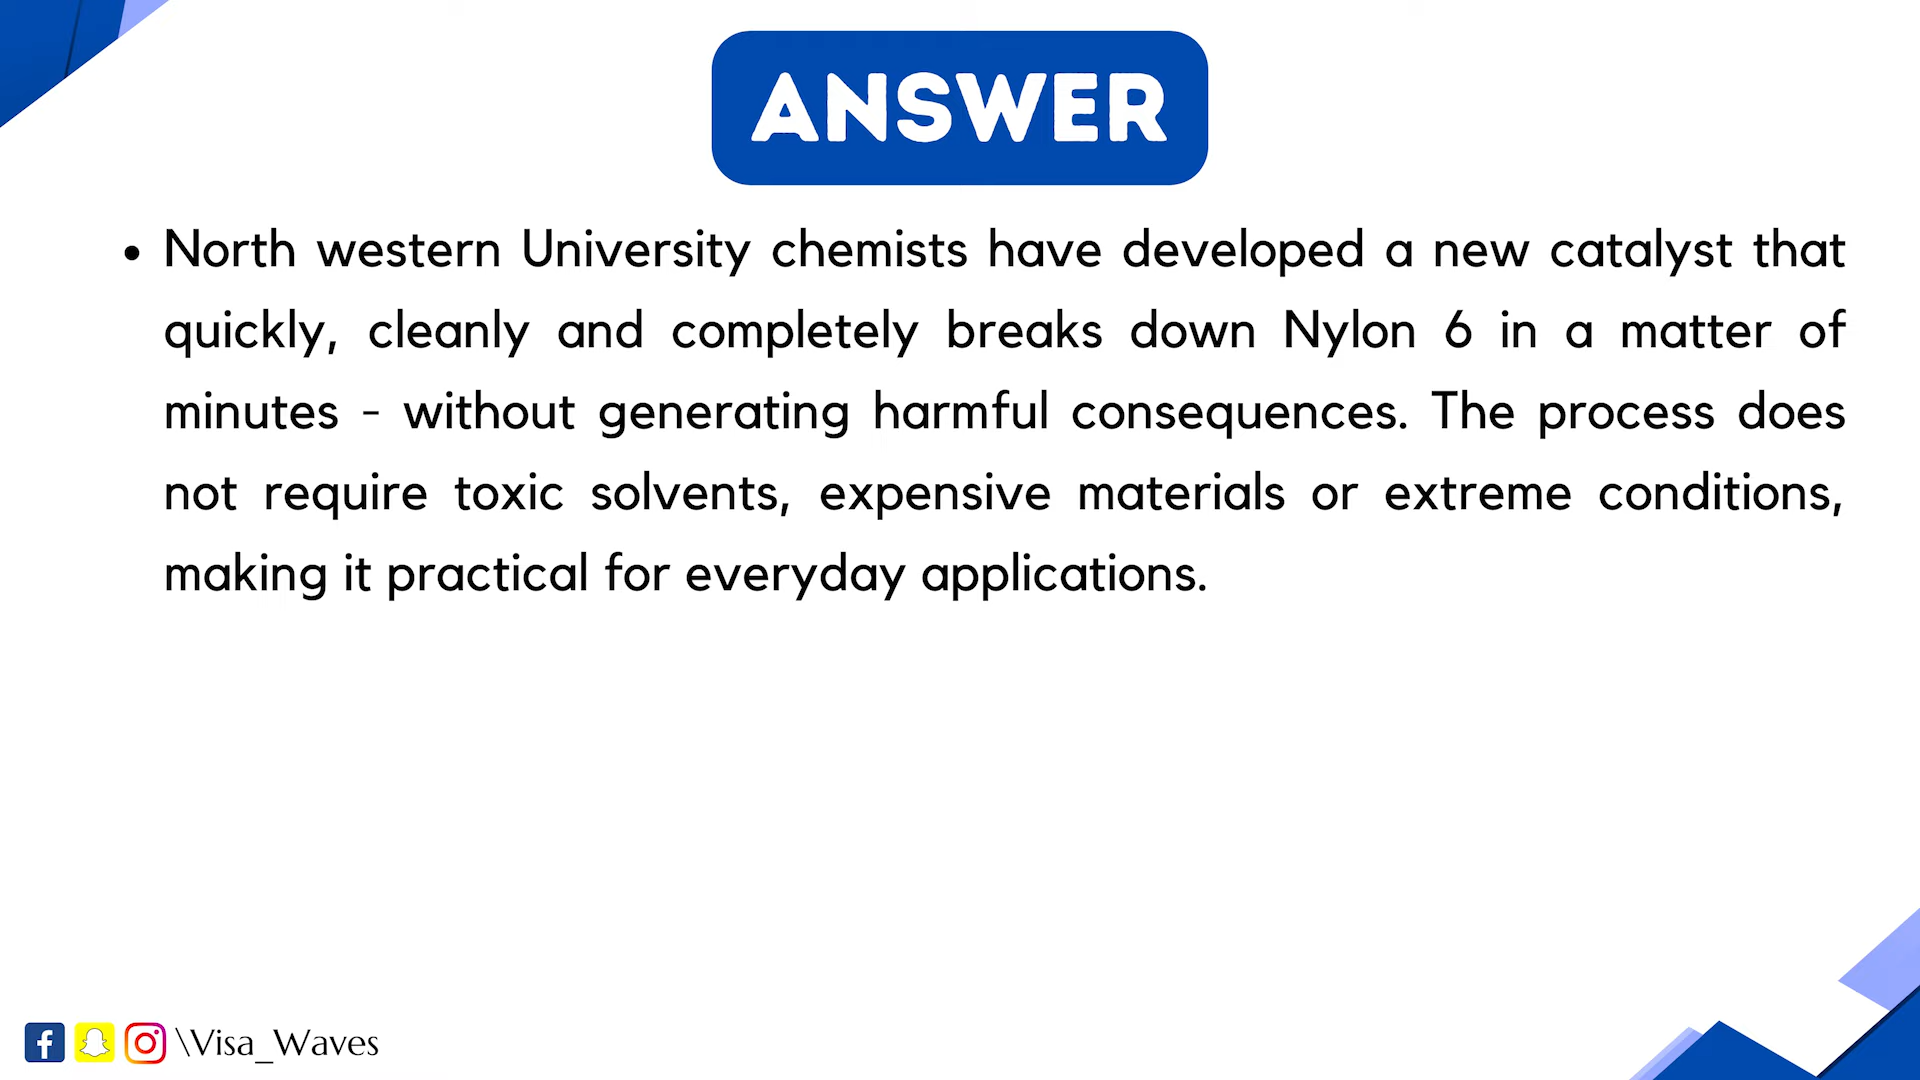 ANSWER
• North western University chemists have developed a new catalyst that
quickly, cleanly and completely breaks down Nylon 6 in a matter of
minutes - without generating harmful consequences. The process does
not require toxic solvents, expensive materials or extreme conditions,
making it practical for everyday applications.
\Visa_Waves